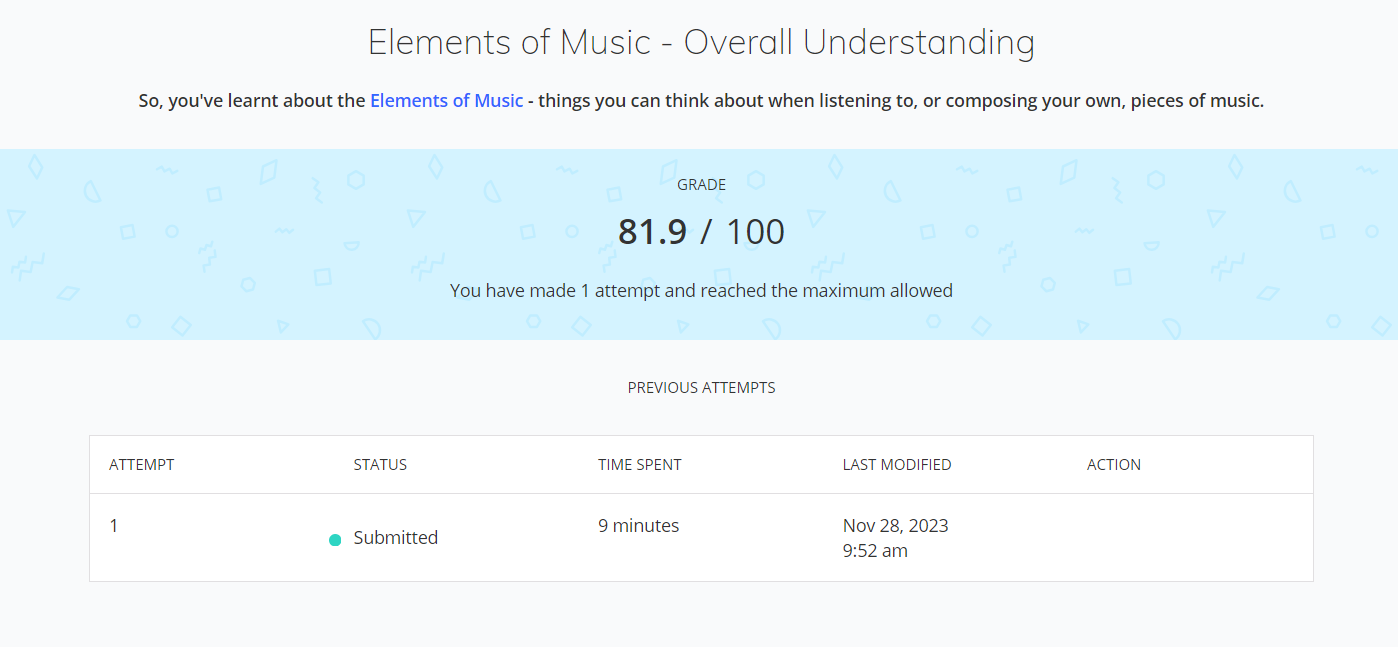 Elements of Music - Overall Understanding
So, you've learnt about the Elements of Music - things you can think about when listening to, or composing your own, pieces of music.
GRADE
81.9 / 100
You have made 1 attempt and reached the maximum allowed
PREVIOUS ATTEMPTS
ATTEMPT STATUS TIME SPENT LAST MODIFIED ACTION
1 Submitted 9 minutes Nov 28, 2023
9:52 am